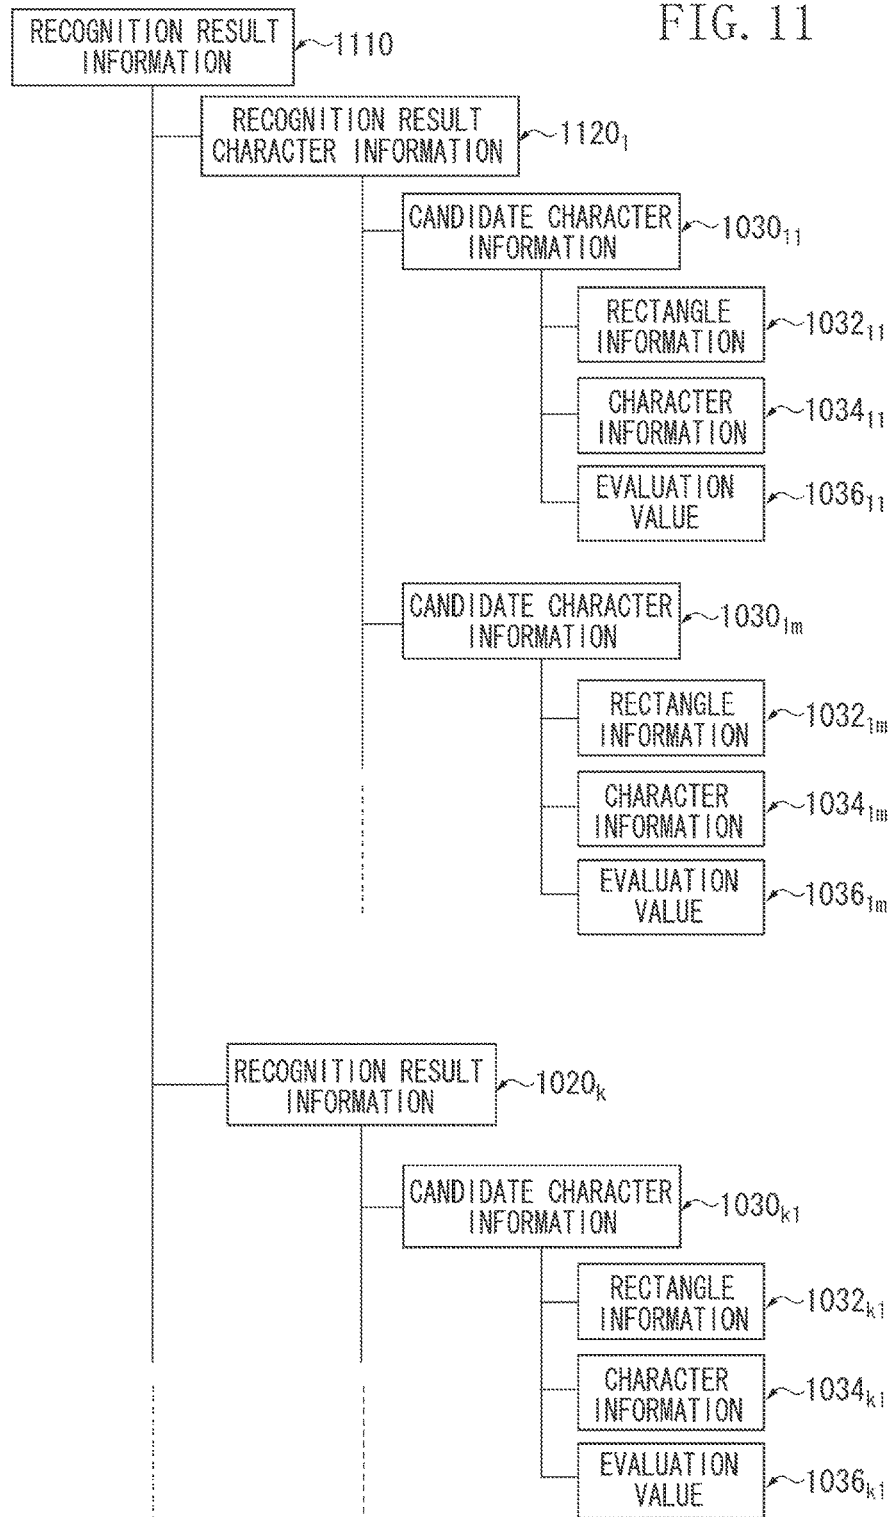 FIG. 11
RECOGNITION RESULT
INFORMATION
1110
RECOGNITION RESULT
CHARACTER INFORMATION
1120₁
CANDIDATE CHARACTER
INFORMATION
1030₁₁
RECTANGLE
INFORMATION
1032₁₁
CHARACTER
INFORMATION
1034₁₁
EVALUATION
VALUE
1036₁₁
CANDIDATE CHARACTER
INFORMATION
1030₁ₘ
RECTANGLE
INFORMATION
1032₁ₘ
CHARACTER
INFORMATION
1034₁ₘ
EVALUATION
VALUE
1036₁ₘ
RECOGNITION RESULT
INFORMATION
1020ₖ
CANDIDATE CHARACTER
INFORMATION
1030ₖ₁
RECTANGLE
INFORMATION
1032ₖ₁
CHARACTER
INFORMATION
1034ₖ₁
EVALUATION
VALUE
1036ₖ₁